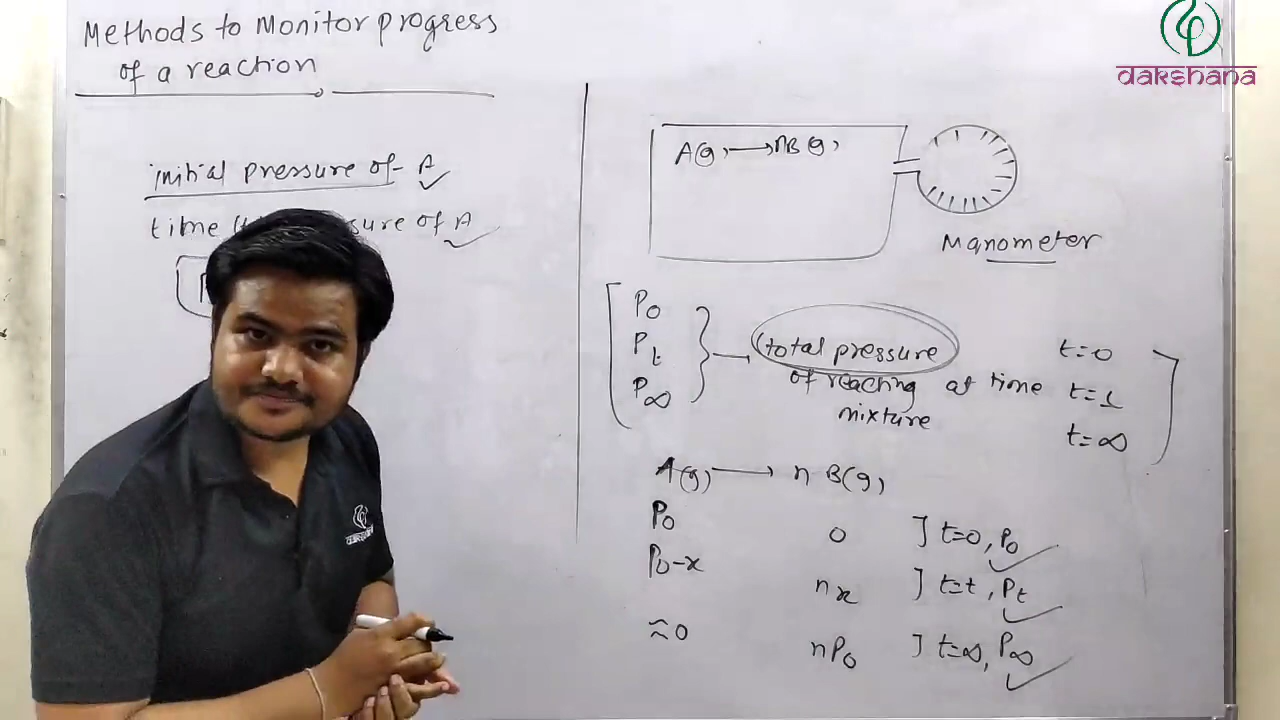 Methods to Monitor progress
of a reaction
initial pressure of A
time sure of A
dakshana
A(g) → nB(g)
Manometer
P₀
Pt
P∞
(total pressure
of reacting at time
mixture
t=0
t=t
t=∞
A(g) → n B(g)
P₀ 0 ] t=0, P₀
P₀-x nx ] t=t, Pt
≈0 nP₀ ] t=∞, P∞
dakshana